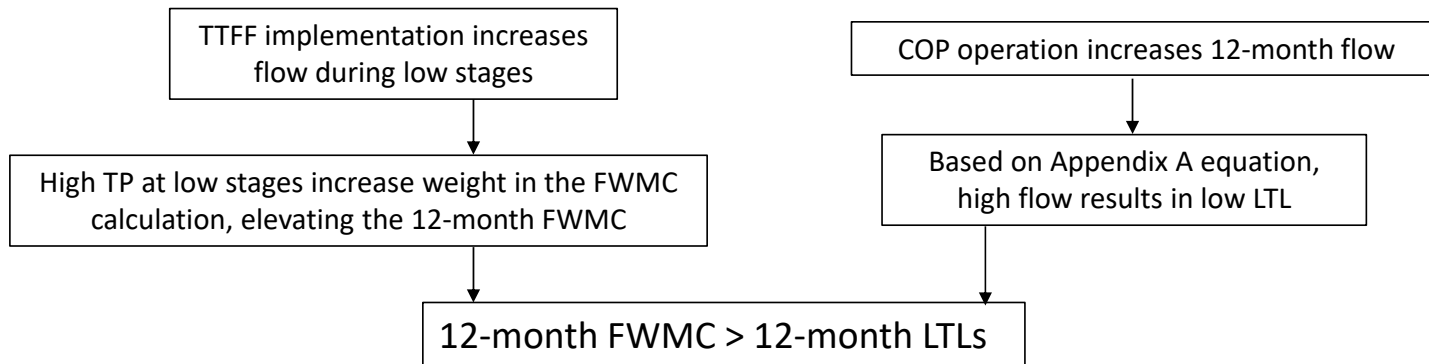 TTFF implementation increases
flow during low stages
COP operation increases 12-month flow
High TP at low stages increase weight in the FWMC
calculation, elevating the 12-month FWMC
Based on Appendix A equation,
high flow results in low LTL
12-month FWMC > 12-month LTLs